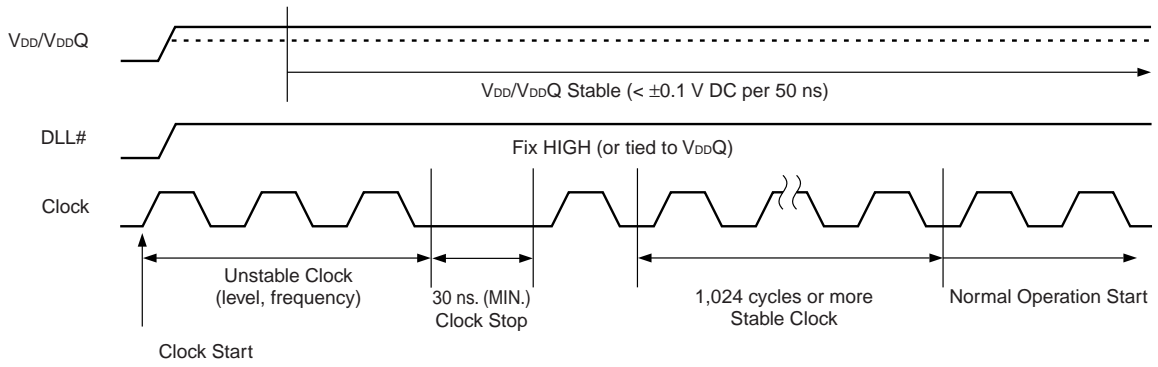 VDD/VDDQ
VDD/VDDQ Stable (< ±0.1 V DC per 50 ns)
DLL#
Fix HIGH (or tied to VDDQ)
Clock
Unstable Clock
(level, frequency)
30 ns. (MIN.)
Clock Stop
1,024 cycles or more
Stable Clock
Normal Operation Start
Clock Start